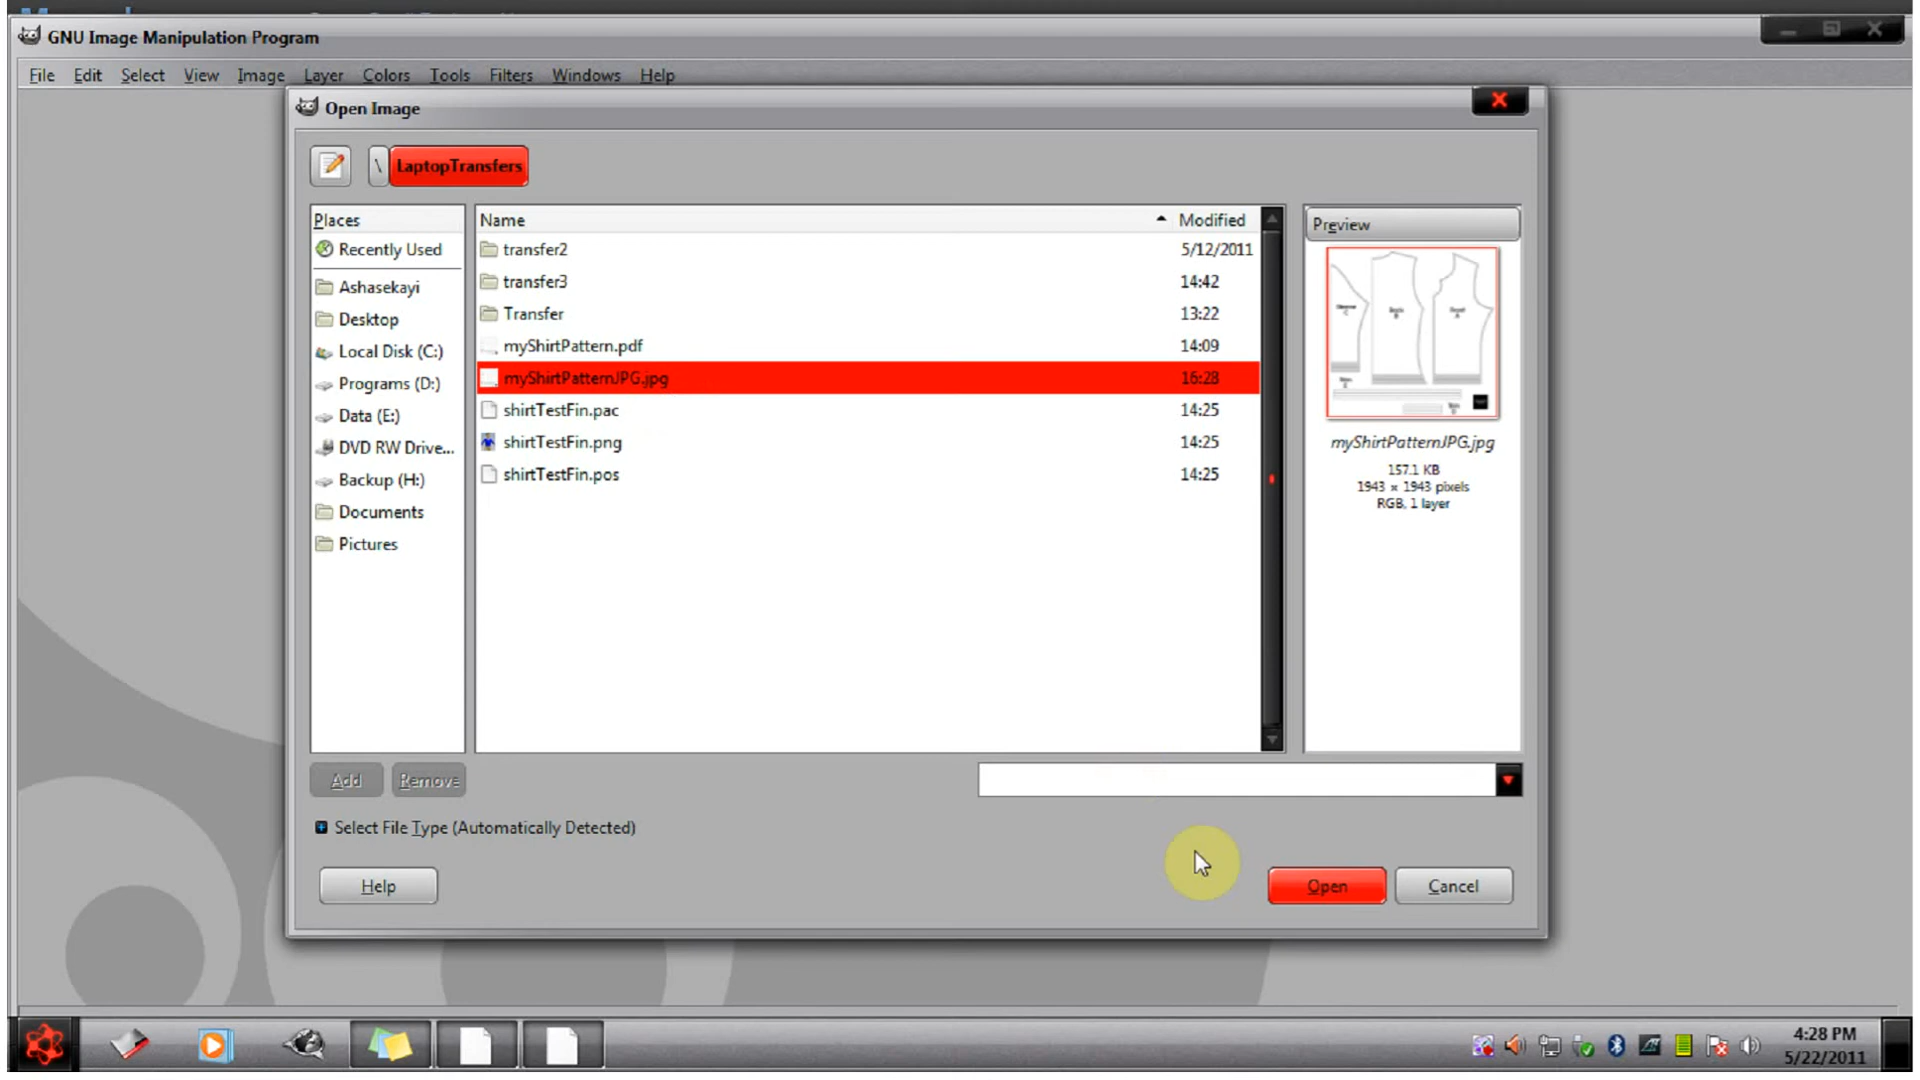 GNU Image Manipulation Program
File Edit Select View Image Layer Colors Tools Filters Windows Help
Open Image
\ LaptopTransfers
Places
Recently Used
Ashasekayi
Desktop
Local Disk (C:)
Programs (D:)
Data (E:)
DVD RW Drive...
Backup (H:)
Documents
Pictures
Name Modified
transfer2 5/12/2011
transfer3 14:42
Transfer 13:22
myShirtPattern.pdf 14:09
myShirtPatternJPG.jpg 16:28
shirtTestFin.pac 14:25
shirtTestFin.png 14:25
shirtTestFin.pos 14:25
Preview
myShirtPatternJPG.jpg
157.1 KB
1943 × 1943 pixels
RGB, 1 layer
Add Remove
Select File Type (Automatically Detected)
Help Open Cancel
4:28 PM
5/22/2011